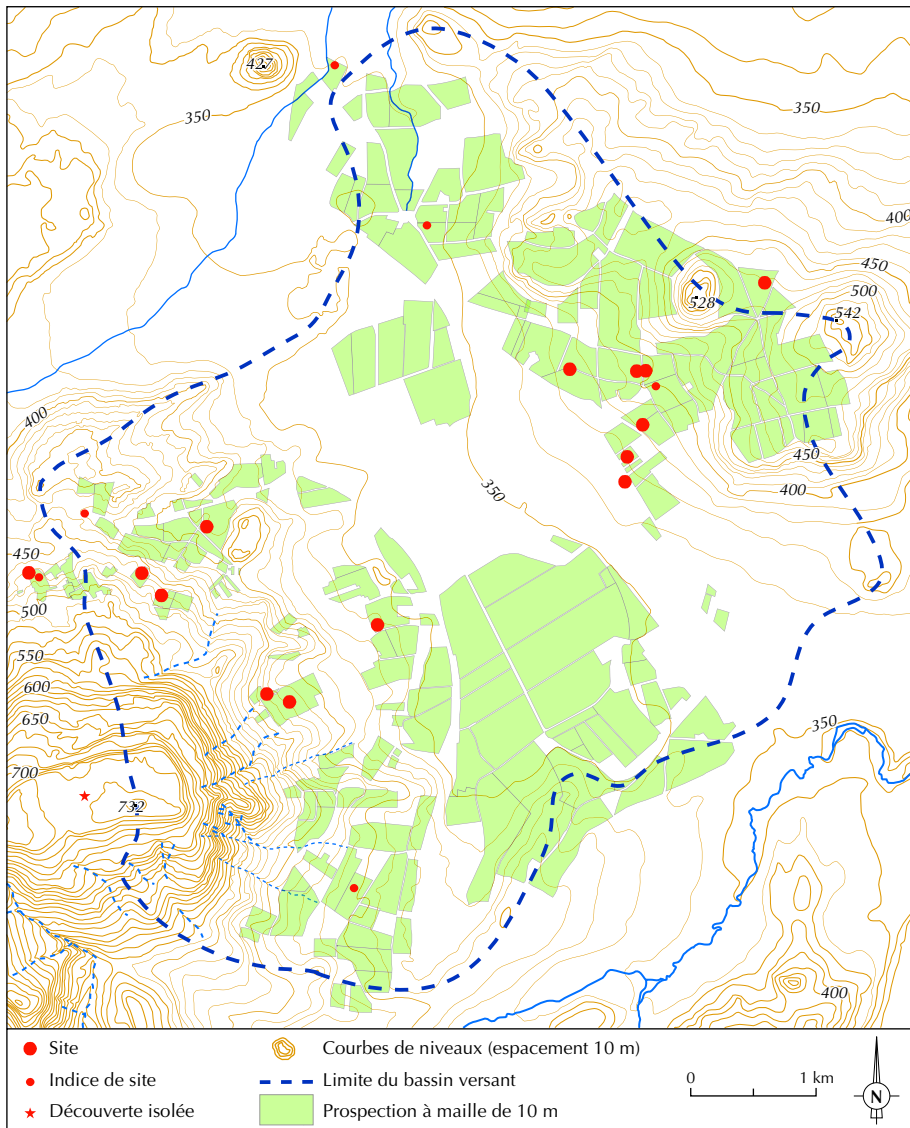 427
350
350
400
450
500
528
542
400
450
400
350
450
500
550
600
650
700
732
350
400
Site
Indice de site
Découverte isolée
Courbes de niveaux (espacement 10 m)
Limite du bassin versant
Prospection à maille de 10 m
0 1 km
N